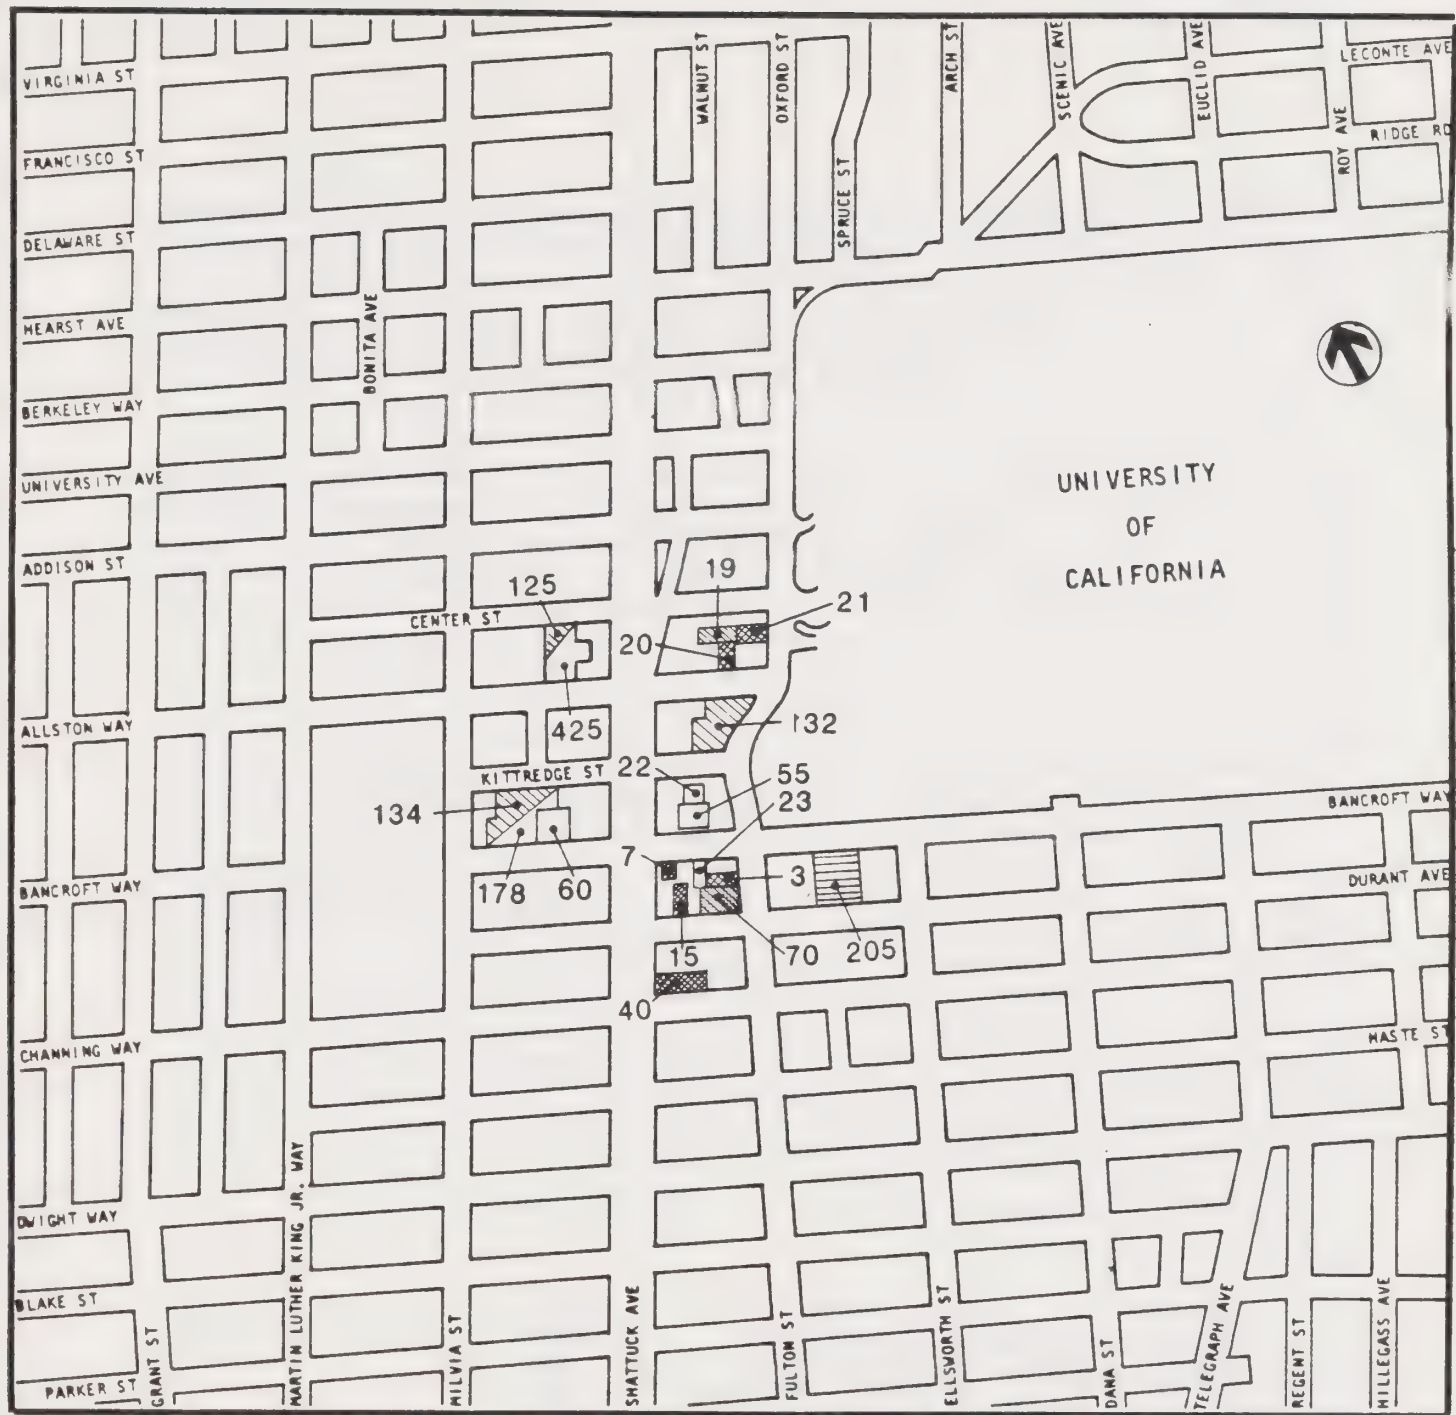 WALNUT ST
OXFORD ST
SPRUCE ST
ARCH ST
SCENIC AVE
EUCLID AVE
LECONTE AVE
ROY AVE
RIDGE RD
VIRGINIA ST
FRANCISCO ST
DELAWARE ST
HEARST AVE
BONITA AVE
BERKELEY WAY
UNIVERSITY AVE
UNIVERSITY
OF
CALIFORNIA
ADDISON ST
CENTER ST
125
19
21
20
425
132
ALLSTON WAY
KITTREDGE ST
22
55
23
134
BANCROFT WAY
7
3
178
60
BANCROFT WAY
DURANT AVE
15
70
205
40
CHANNING WAY
HASTE ST
DWIGHT WAY
BLAKE ST
PARKER ST
GRANT ST
MARTIN LUTHER KING JR. WAY
MILVIA ST
SHATTUCK AVE
FULTON ST
ELLSWORTH ST
DANA ST
TELEGRAPH AVE
REGENT ST
HILLEGASS AVE